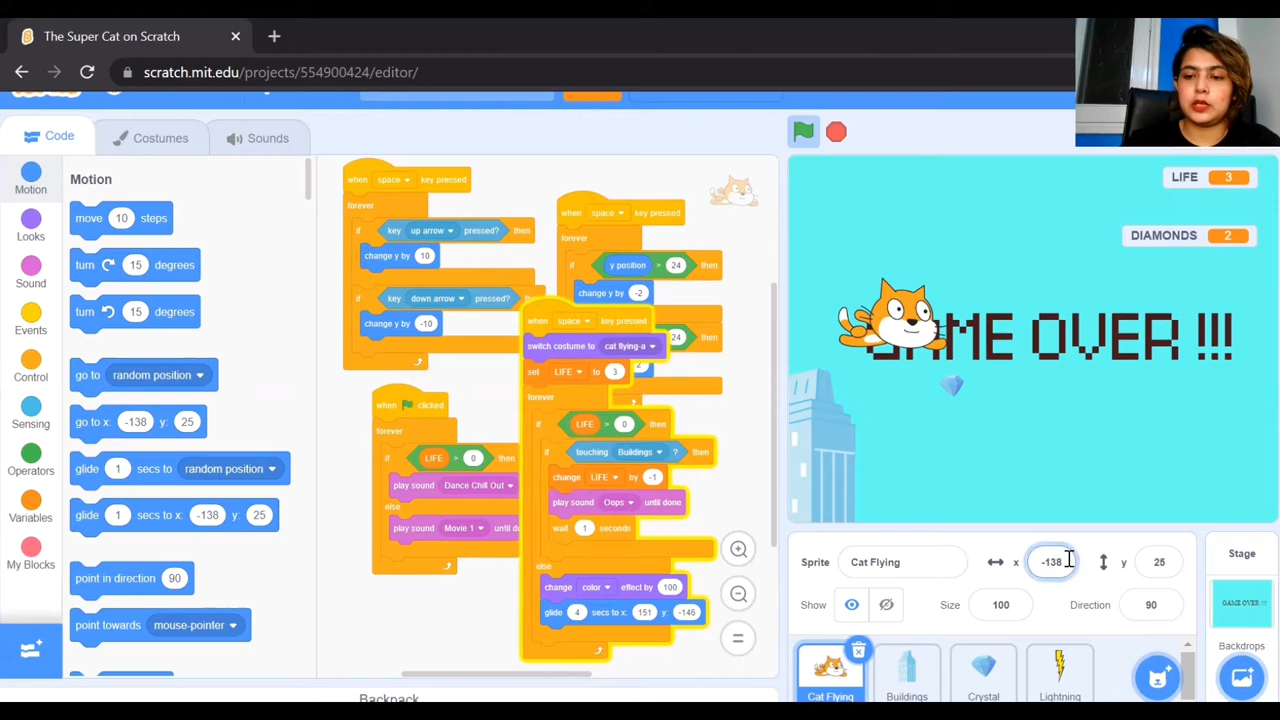 The Super Cat on Scratch
scratch.mit.edu/projects/554900424/editor/
Code
Costumes
Sounds
Motion
Looks
Sound
Events
Control
Sensing
Operators
Variables
My Blocks
Motion
move 10 steps
turn 15 degrees
turn 15 degrees
go to random position
go to x: -138 y: 25
glide 1 secs to random position
glide 1 secs to x: -138 y: 25
point in direction 90
point towards mouse-pointer
when space key pressed
forever
if key up arrow pressed? then
change y by 10
if key down arrow pressed?
change y by -10
when space key pressed
forever
if y position > 24 then
change y by -2
24 then
when clicked
forever
if LIFE > 0 then
play sound Dance Chill Out
else
play sound Movie 1 until do
when space key pressed
switch costume to cat flying-a
set LIFE to 3
forever
if LIFE > 0 then
if touching Buildings ? then
change LIFE by -1
play sound Oops until done
wait 1 seconds
else
change color effect by 100
glide 4 secs to x: 151 y: -146
Backpack
LIFE 3
DIAMONDS 2
GAME OVER !!!
Sprite Cat Flying x -138 y 25
Show Size 100 Direction 90
Cat Flying
Buildings
Crystal
Lightning
Stage
GAME OVER !!!
Backdrops